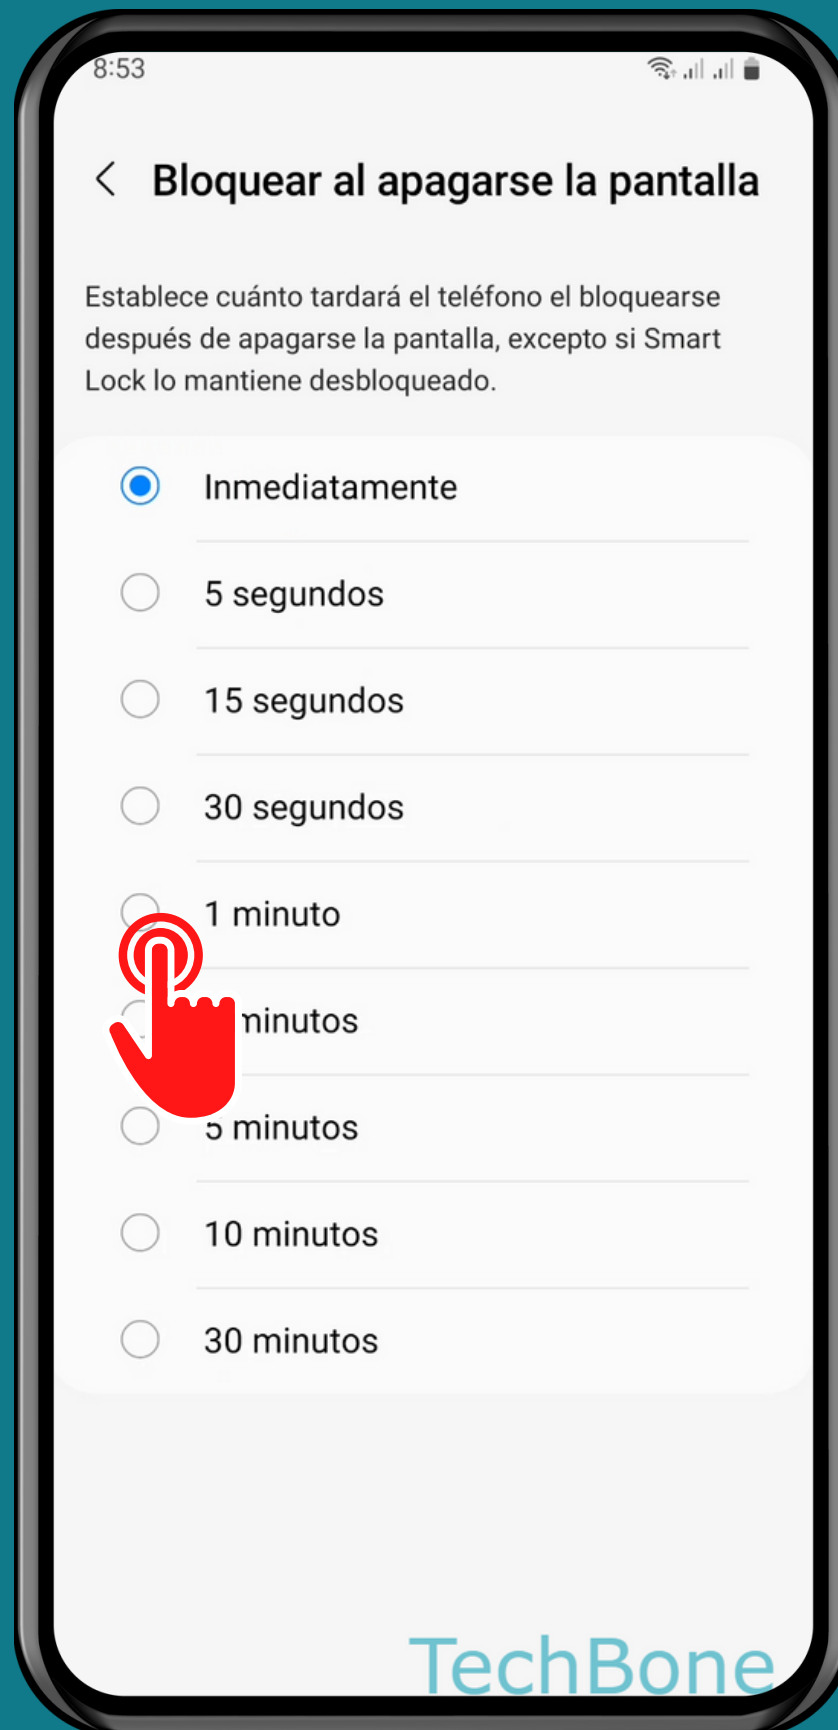 8:53
Bloquear al apagarse la pantalla
Establece cuánto tardará el teléfono el bloquearse
después de apagarse la pantalla, excepto si Smart
Lock lo mantiene desbloqueado.
Inmediatamente
5 segundos
15 segundos
30 segundos
1 minuto
minutos
5 minutos
10 minutos
30 minutos
TechBone